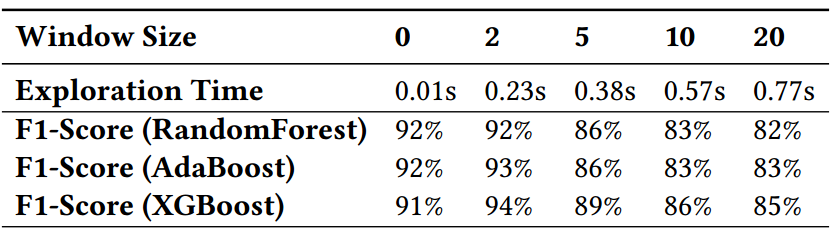 Window Size 0 2 5 10 20
Exploration Time 0.01s 0.23s 0.38s 0.57s 0.77s
F1-Score (RandomForest) 92% 92% 86% 83% 82%
F1-Score (AdaBoost) 92% 93% 86% 83% 83%
F1-Score (XGBoost) 91% 94% 89% 86% 85%